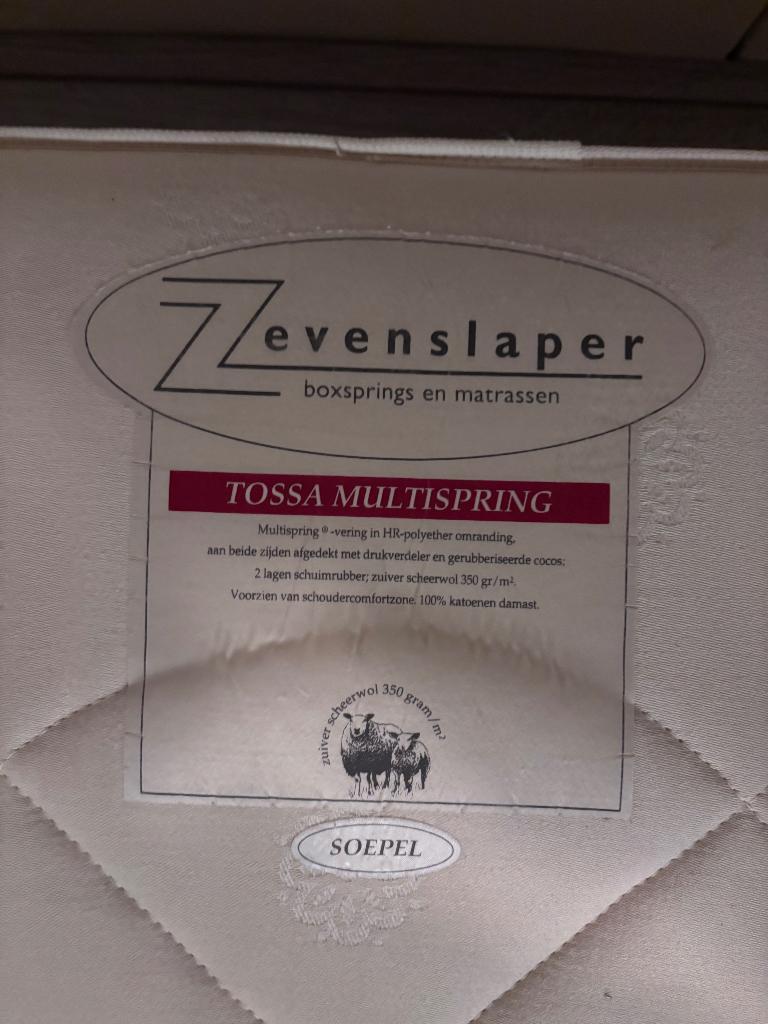 Zevenslaper
boxsprings en matrassen
TOSSA MULTISPRING
Multispring®-vering in HR-polyether omranding,
aan beide zijden afgedekt met drukverdeler en gerubberiseerde cocos;
2 lagen schuimrubber; zuiver scheerwol 350 gr/m².
Voorzien van schoudercomfortzone. 100% katoenen damast.
zuiver scheerwol 350 gram/m²
SOEPEL